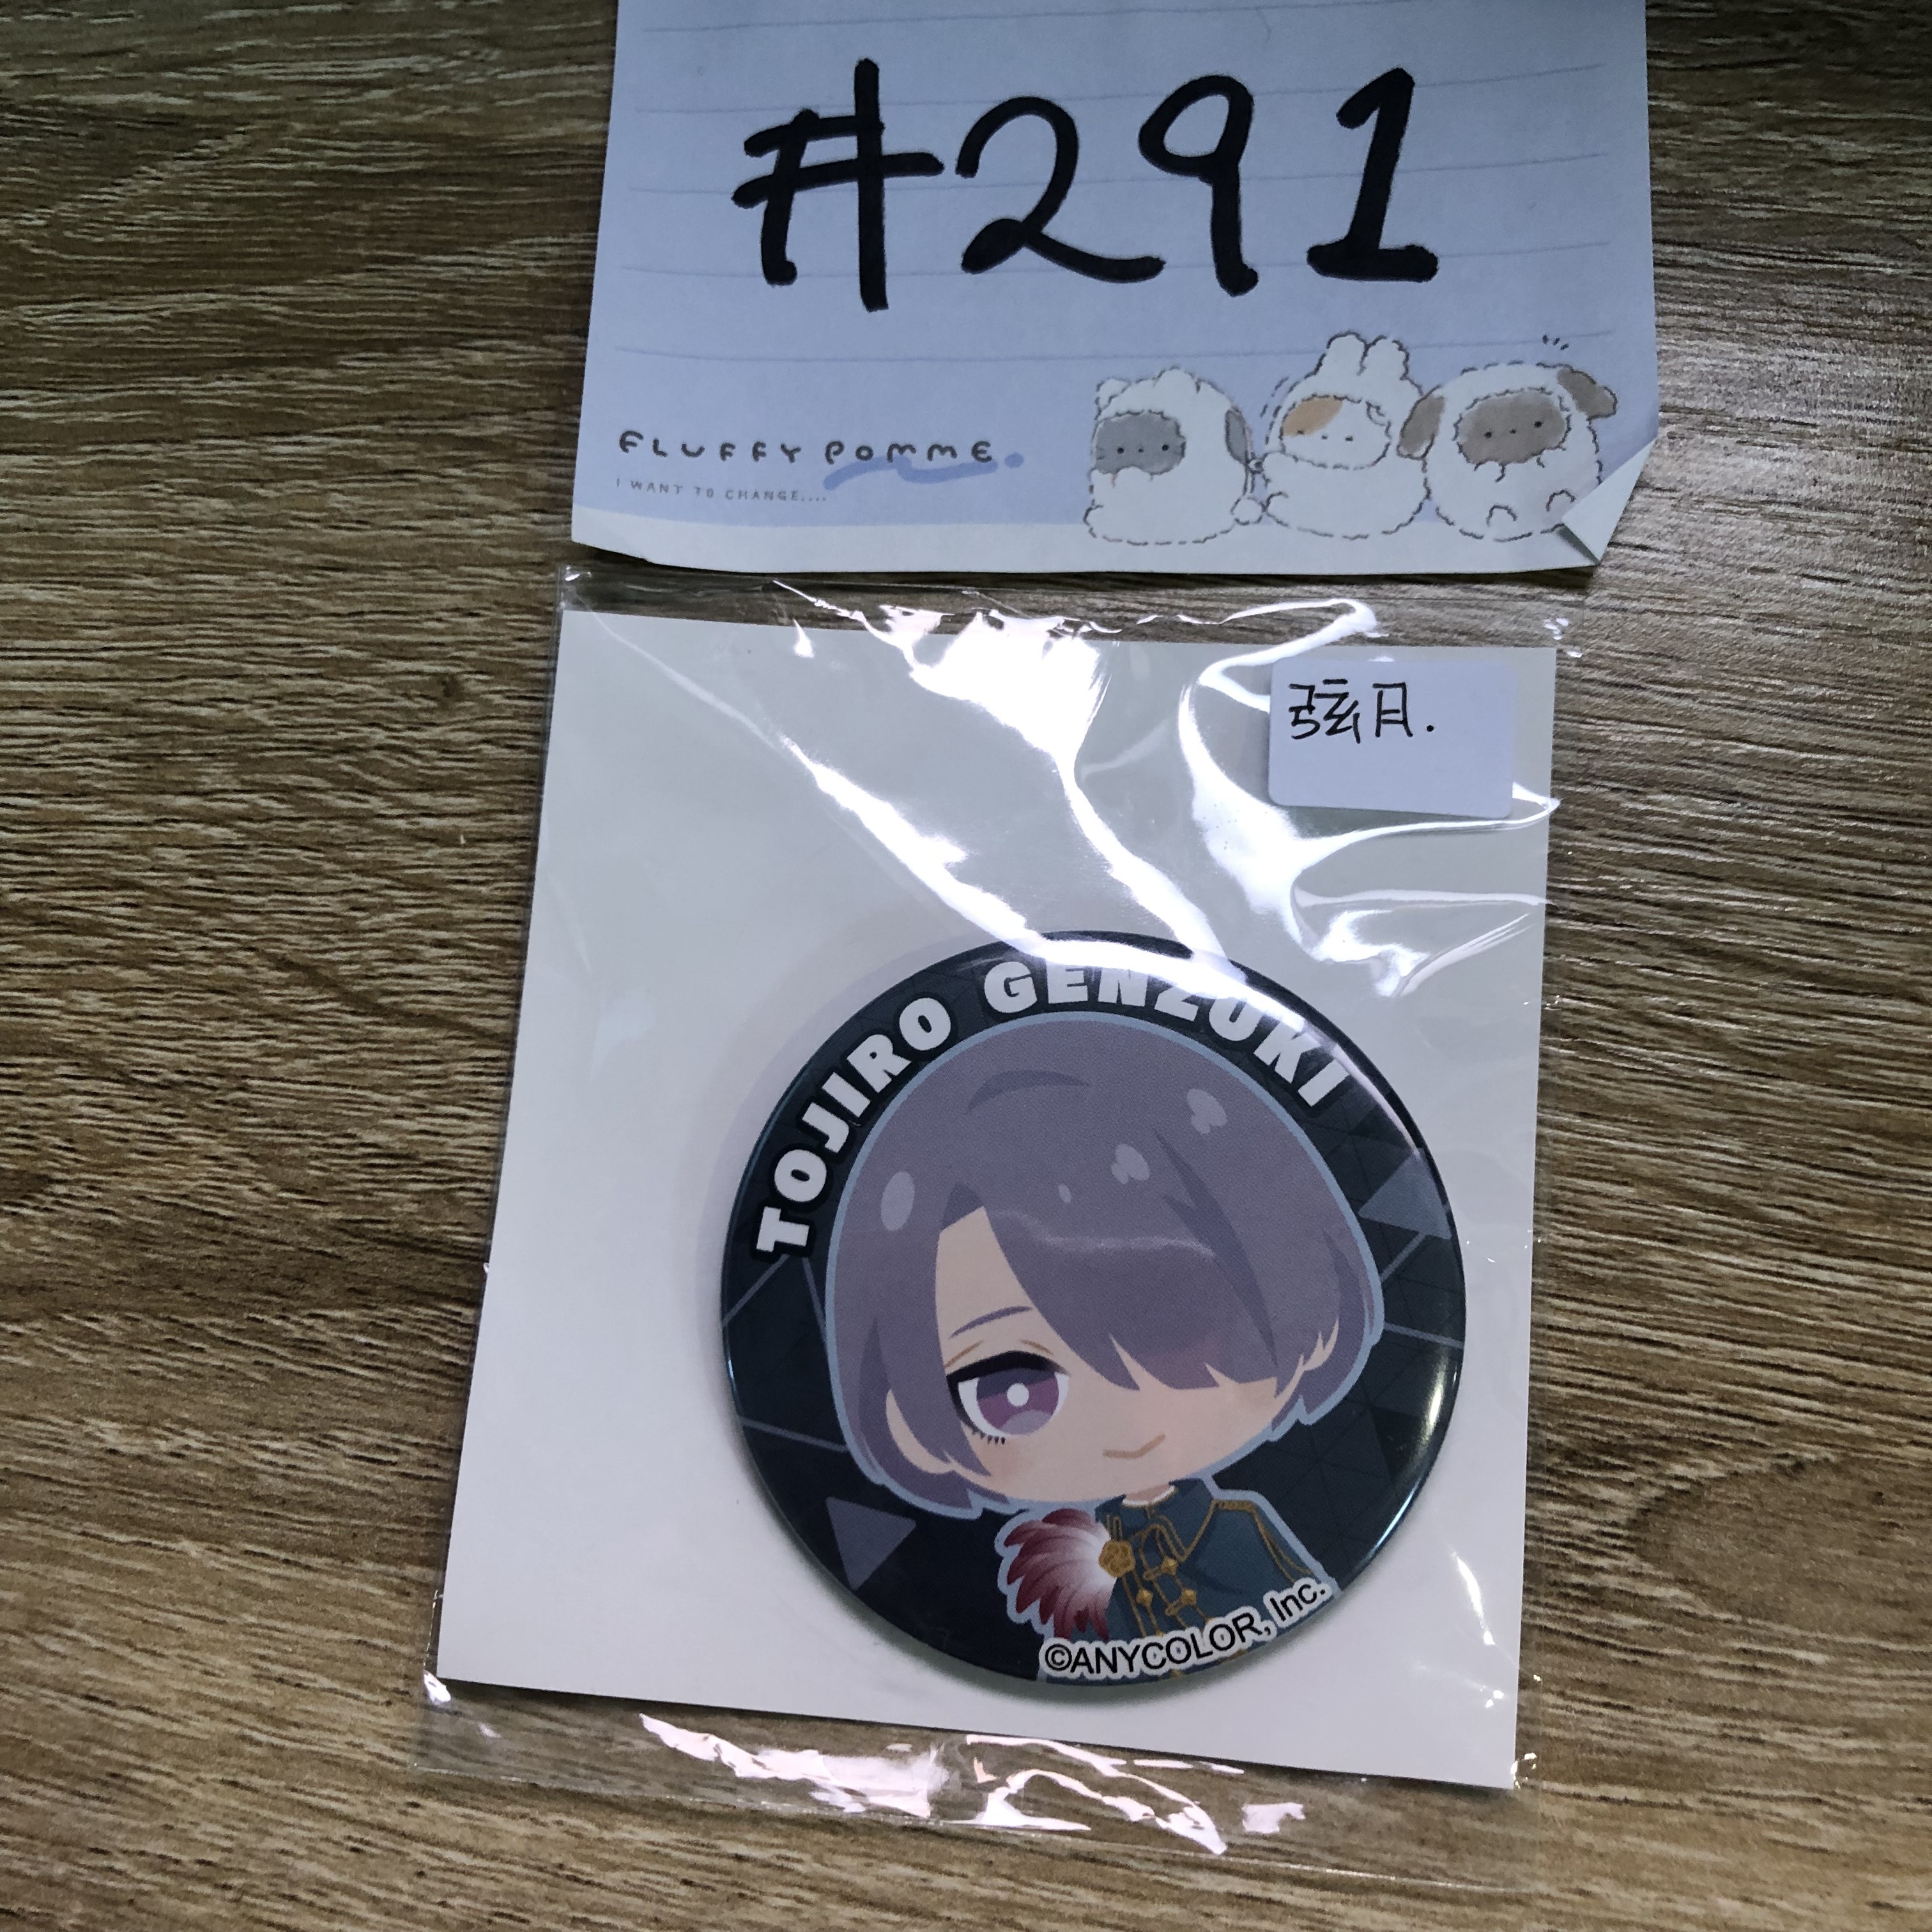 #291
FLUFFY POMME.
I WANT TO CHANGE....
弦月.
TOJIRO GENZUKI
©ANYCOLOR, Inc.